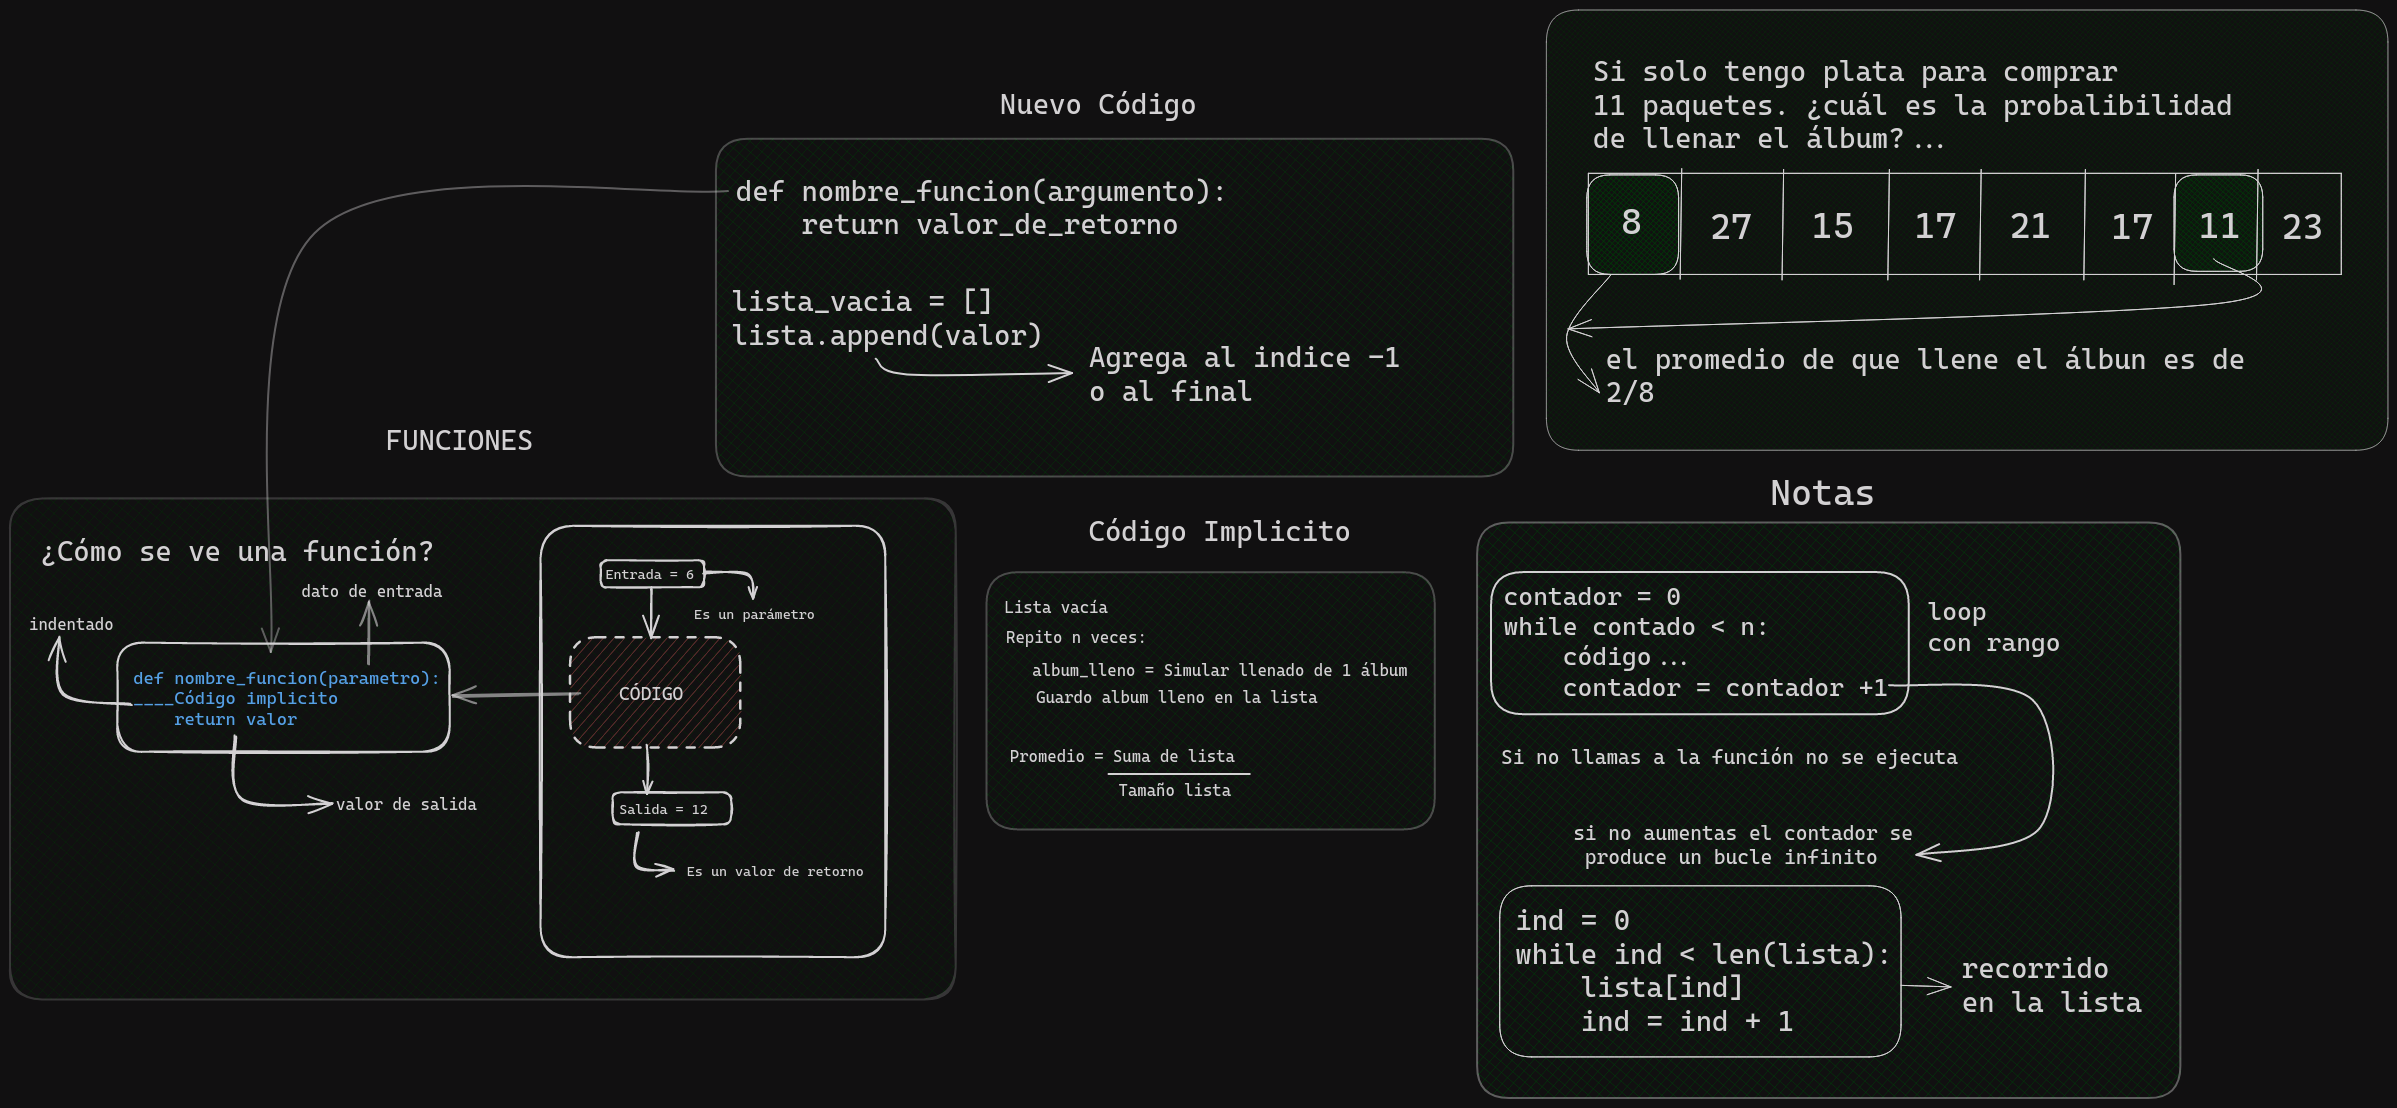 Nuevo Código
def nombre_funcion(argumento):
return valor_de_retorno
lista_vacia = []
lista.append(valor)
Agrega al indice -1
o al final
Si solo tengo plata para comprar
11 paquetes. ¿cuál es la probalibilidad
de llenar el álbum?...
8 27 15 17 21 17 11 23
el promedio de que llene el álbun es de
2/8
FUNCIONES
¿Cómo se ve una función?
dato de entrada
indentado
def nombre_funcion(parametro):
____Código implicito
return valor
valor de salida
Entrada = 6
Es un parámetro
CÓDIGO
Salida = 12
Es un valor de retorno
Código Implicito
Lista vacía
Repito n veces:
album_lleno = Simular llenado de 1 álbum
Guardo album lleno en la lista
Promedio = Suma de lista
Tamaño lista
Notas
contador = 0
while contado < n:
código...
contador = contador +1
loop
con rango
Si no llamas a la función no se ejecuta
si no aumentas el contador se
produce un bucle infinito
ind = 0
while ind < len(lista):
lista[ind]
ind = ind + 1
recorrido
en la lista